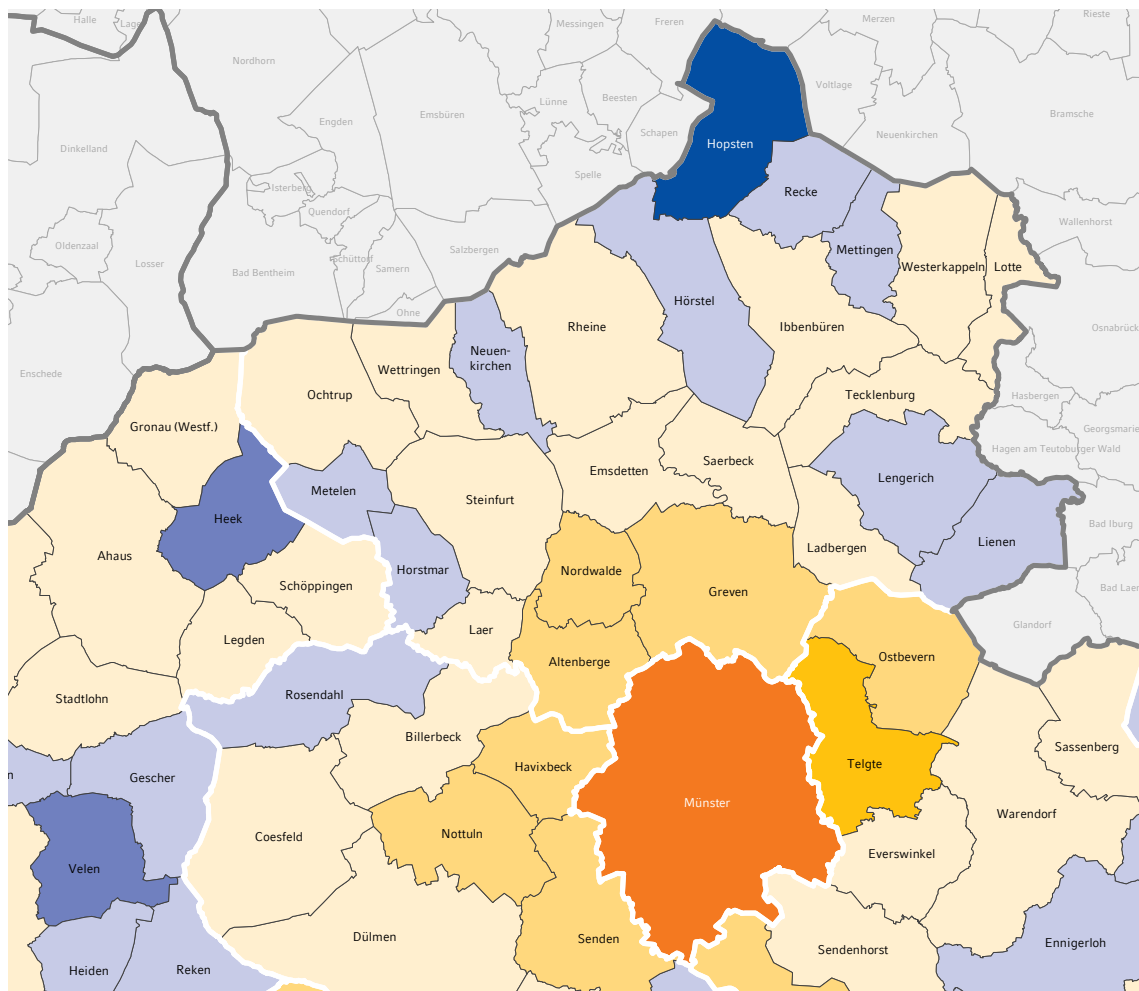 Halle
Lage
Messingen
Freren
Merzen
Rieste
Nordhorn
Voltlage
Lünne
Beesten
Emsbüren
Bramsche
Engden
Schapen
Neuenkirchen
Hopsten
Dinkelland
Spelle
Isterberg
Recke
Quendorf
Wallenhorst
Oldenzaal
Salzbergen
Mettingen
Losser
Schüttorf
Samern
Westerkappeln
Lotte
Bad Bentheim
Hörstel
Ohne
Rheine
Ibbenbüren
Osnabrück
Neuen-
kirchen
Enschede
Wettringen
Ochtrup
Tecklenburg
Hasbergen
Gronau (Westf.)
Georgsmarie
Hagen am Teutoburger Wald
Saerbeck
Emsdetten
Lengerich
Metelen
Steinfurt
Heek
Bad Iburg
Lienen
Ladbergen
Ahaus
Horstmar
Nordwalde
Schöppingen
Bad Laer
Greven
Glandorf
Laer
Legden
Ostbevern
Altenberge
Rosendahl
Stadtlohn
Billerbeck
Sassenberg
Telgte
Havixbeck
n
Gescher
Münster
Warendorf
Nottuln
Coesfeld
Everswinkel
Velen
Dülmen
Senden
Ennigerloh
Sendenhorst
Heiden
Reken